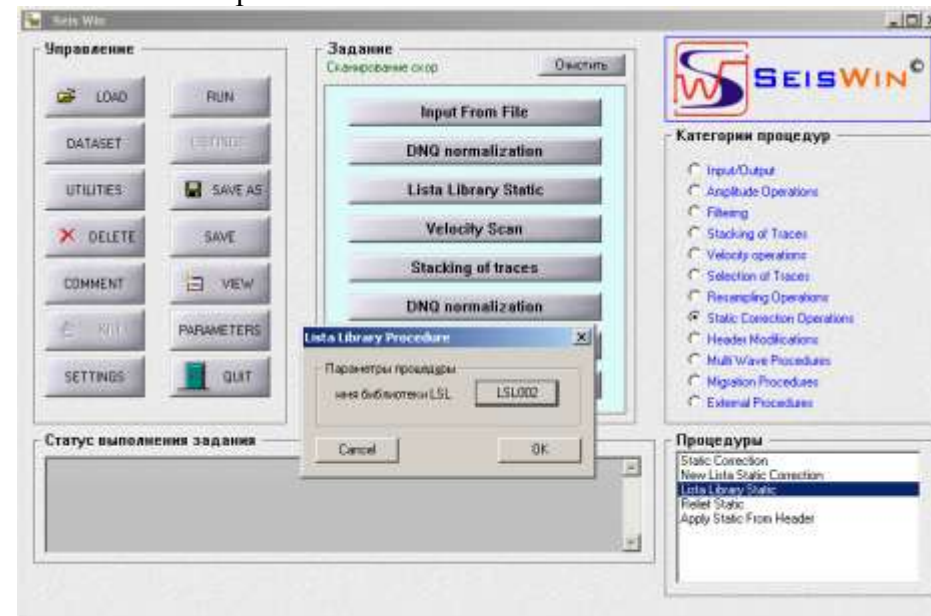 Seis Win
Управление
LOAD
RUN
DATASET
UTILITIES
SAVE AS
DELETE
SAVE
COMMENT
VIEW
PARAMETERS
SETTINGS
QUIT
Задание
Сканирование скор
Очистить
Input From File
DNQ normalization
Lista Library Static
Velocity Scan
Stacking of traces
DNQ normalization
Lista Library Procedure
Параметры процедуры
имя библиотеки LSL
LSL002
Cancel
OK
SEISWIN©
Категории процедур
Input/Output
Amplitude Operations
Filtering
Stacking of Traces
Velocity operations
Selection of Traces
Resampling Operations
Static Correction Operations
Header Modifications
Multi Wave Procedures
Migration Procedures
External Procedures
Статус выполнения задания
Процедуры
Static Correction
New Lista Static Correction
Lista Library Static
Relief Static
Apply Static From Header